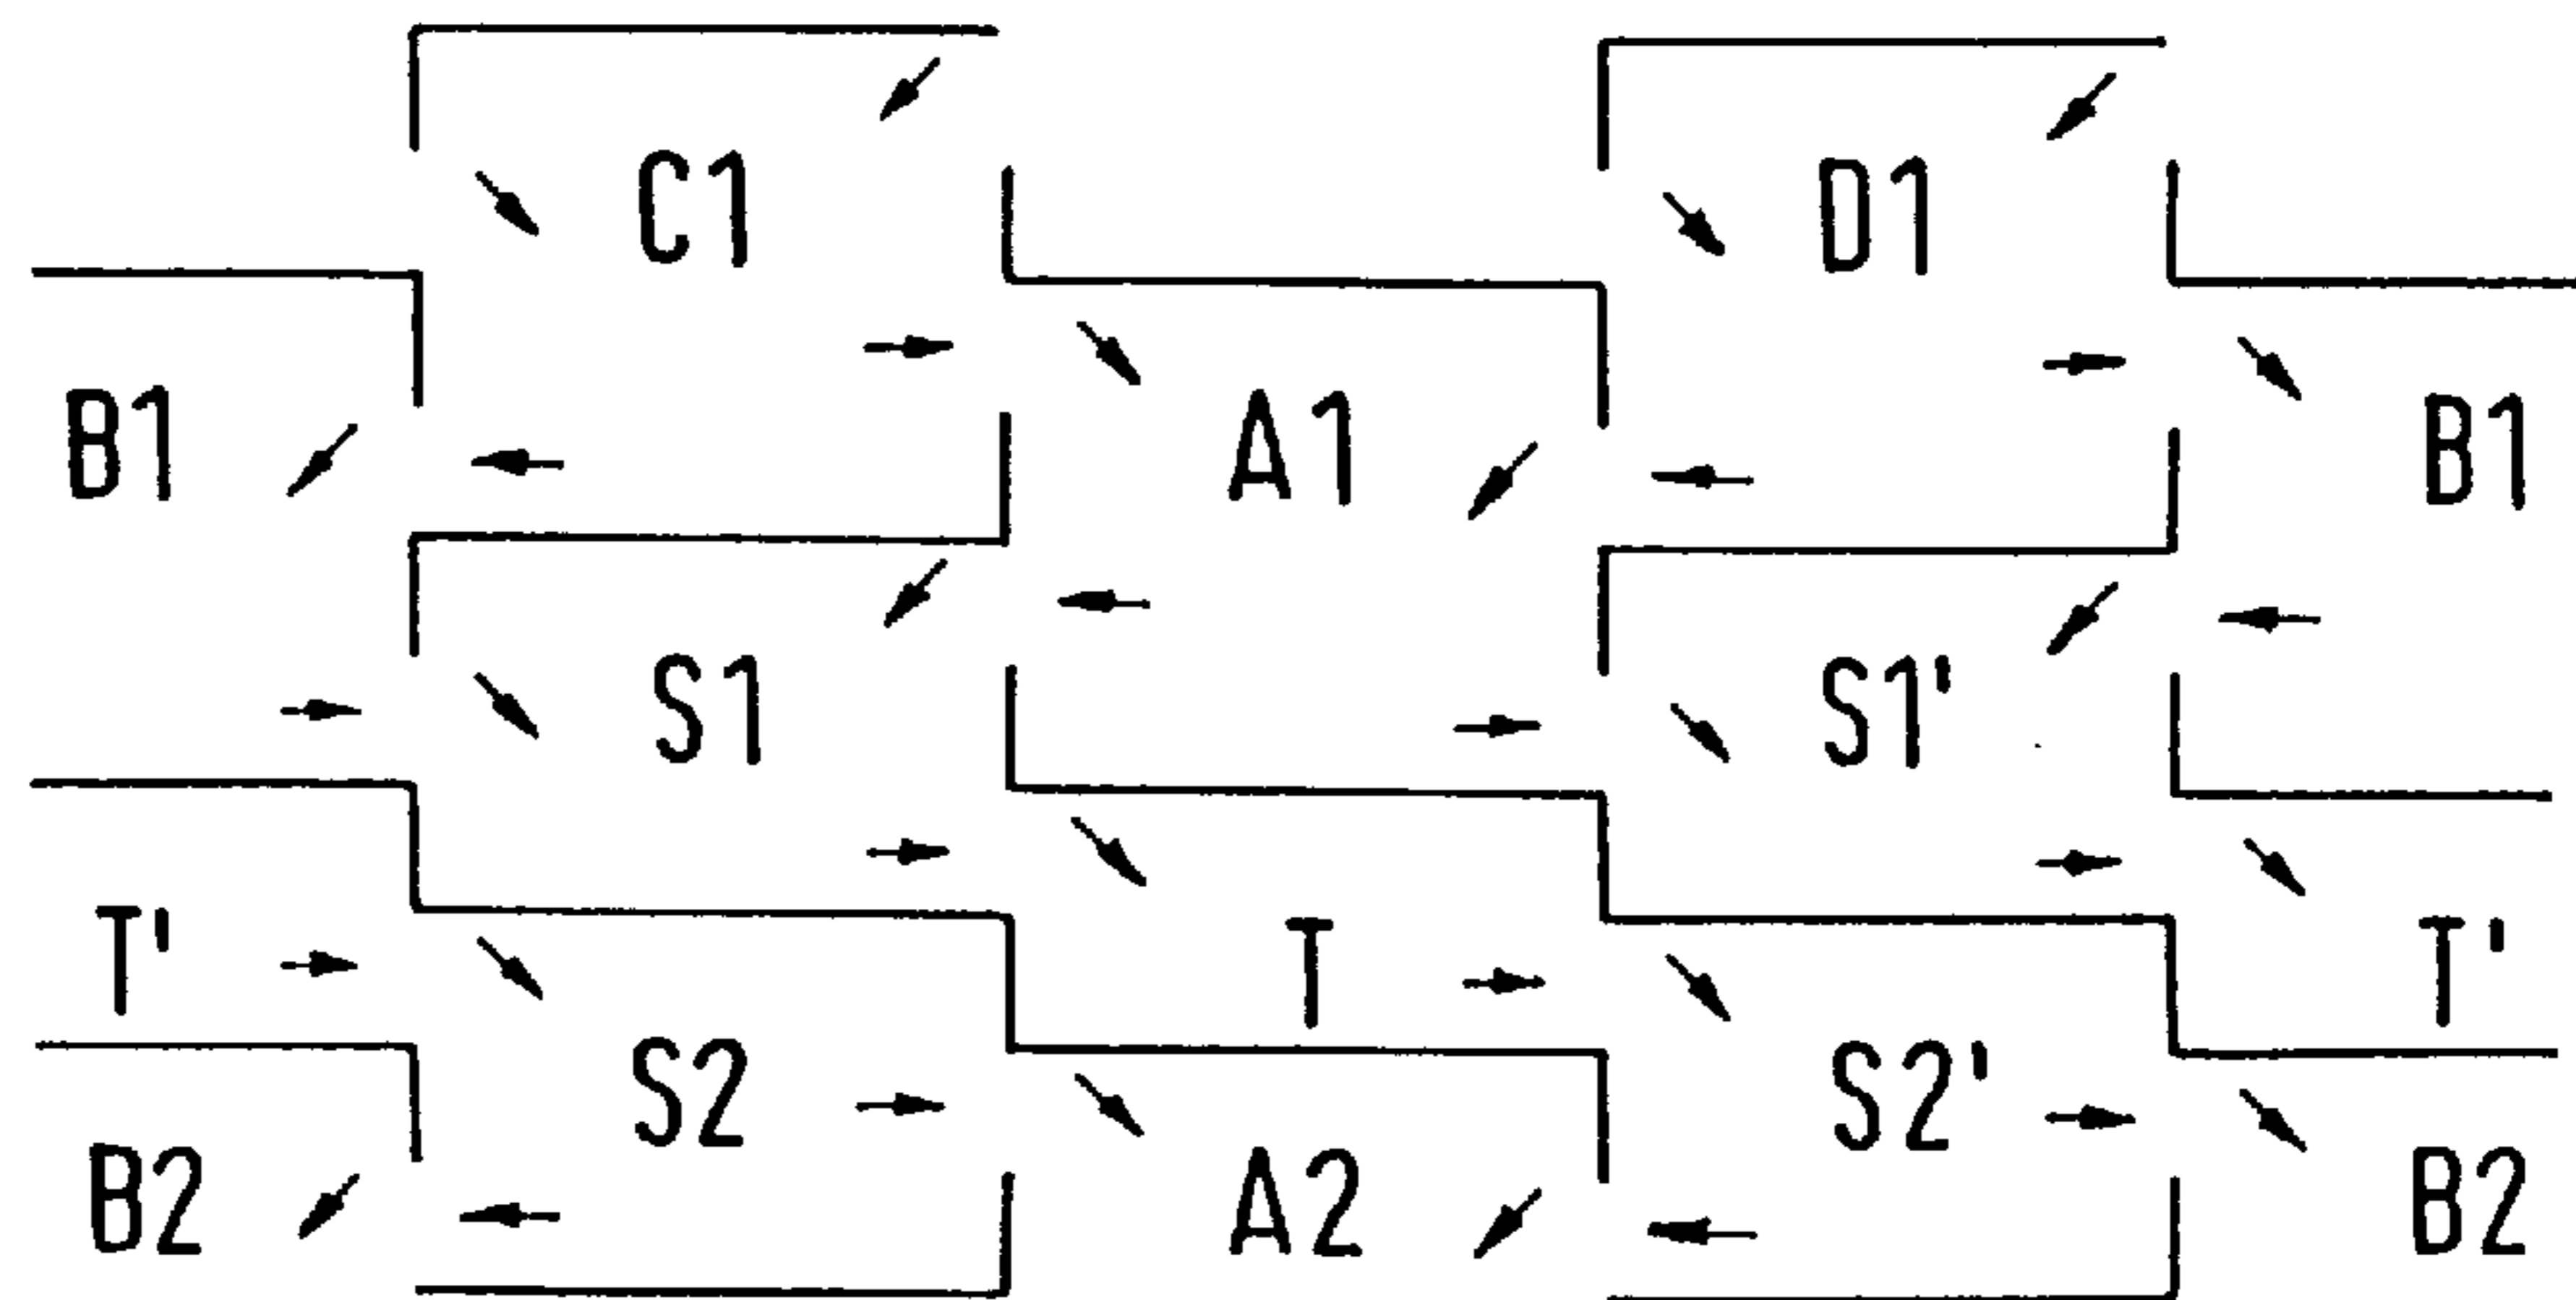 C1 D1
B1 A1 B1
S1 S1'
T' T T'
S2 S2'
B2 A2 B2